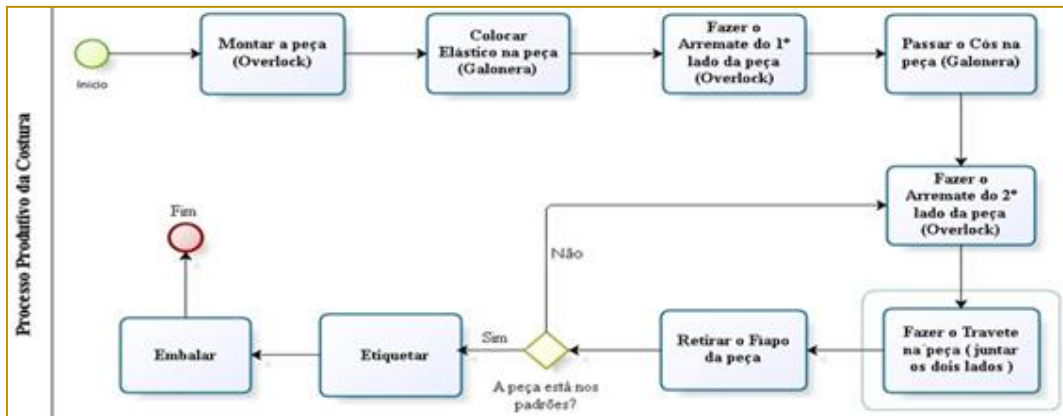 Processo Produtivo da Costura
Inicio
Montar a peça
(Overlock)
Colocar
Elástico na peça
(Galonera)
Fazer o
Arremate do 1°
lado da peça
(Overlock)
Passar o Cós na
peça (Galonera)
Fazer o
Arremate do 2°
lado da peça
(Overlock)
Fazer o Travete
na peça ( juntar
os dois lados )
Retirar o Fiapo
da peça
A peça está nos
padrões?
Não
Sim
Etiquetar
Embalar
Fim